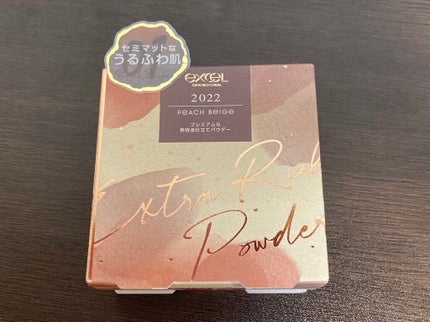 セミマットな
うるふわ肌
excel
2022
PEACH BEIGE
プレミアムな
美容液仕立てパウダー
Extra Rich
Powder